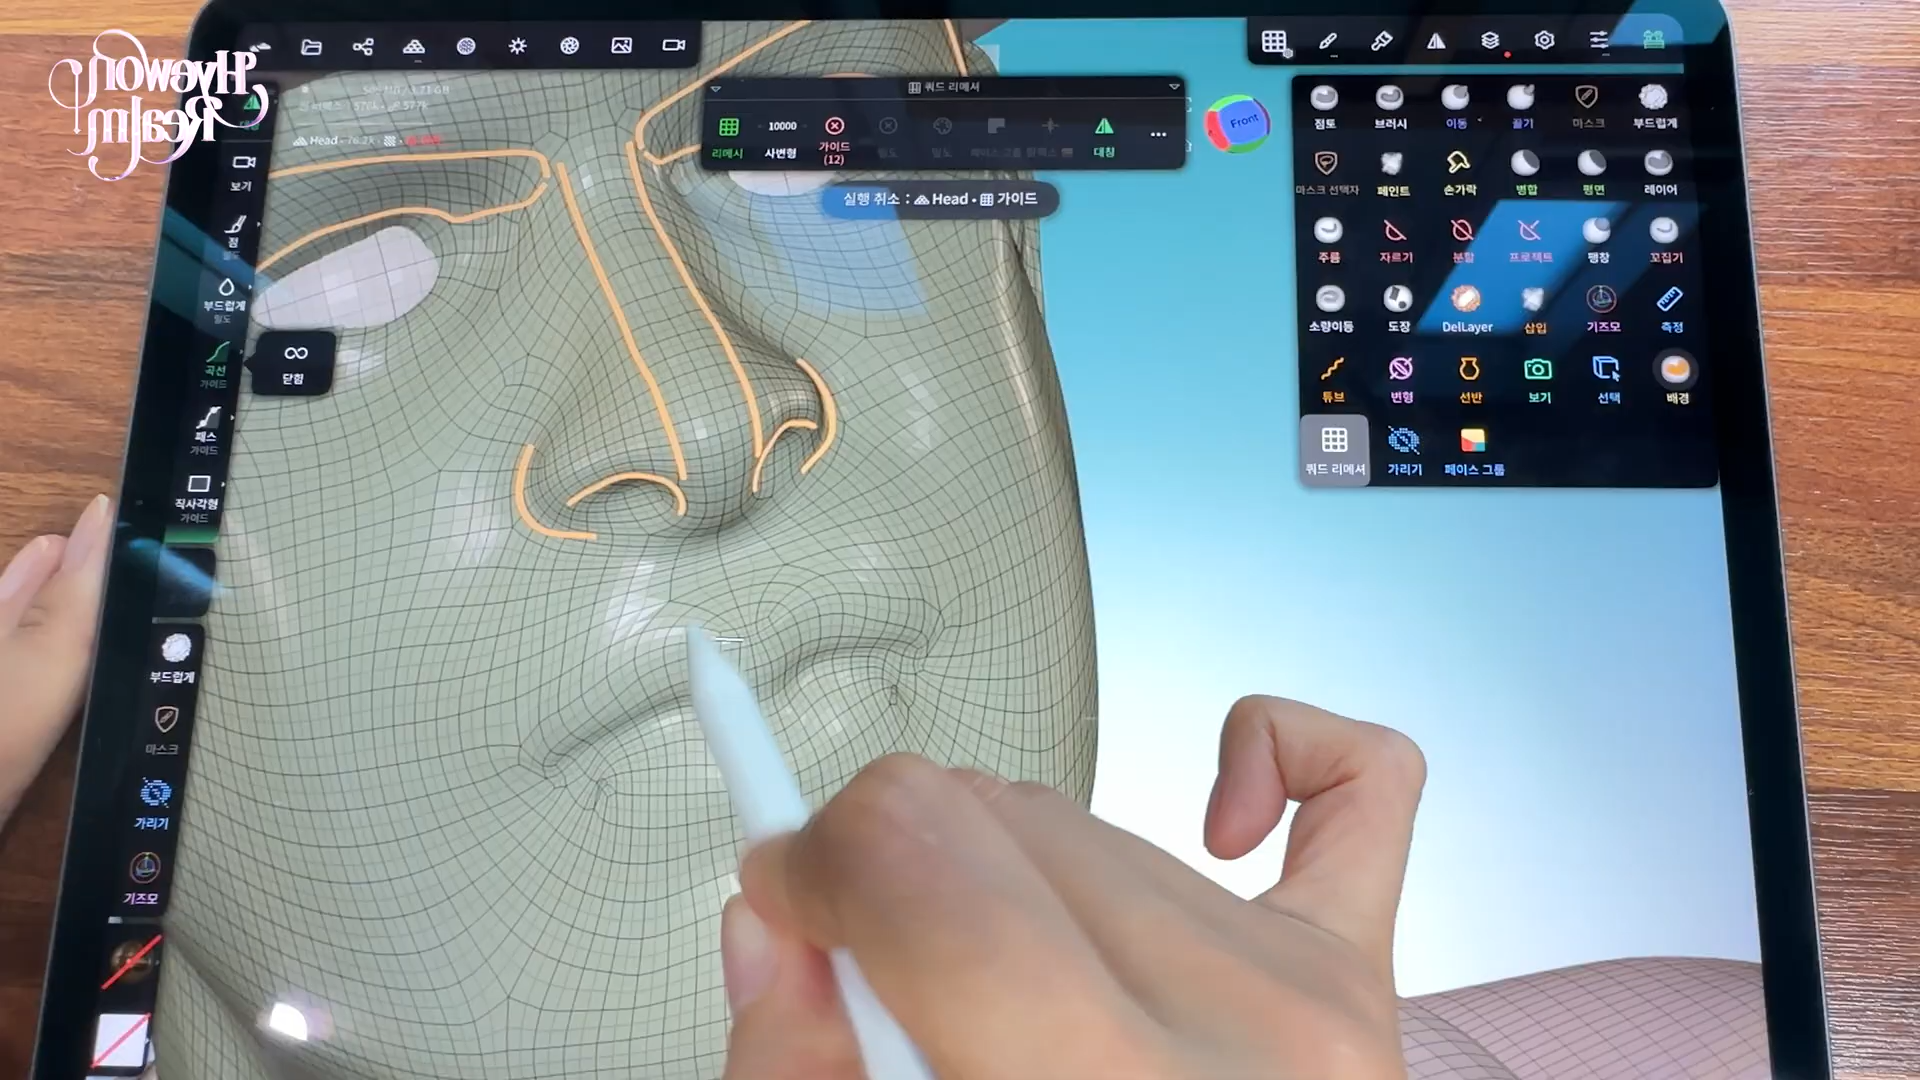 Hyewon
Realm
쿼드 리메셔
10000
리메시
사변형
가이드
(12)
대칭
실행 취소 : Head • 가이드
Head
Front
보기
점
밀도
부드럽게
밀도
곡선
가이드
닫힘
패스
가이드
직사각형
가이드
부드럽게
마스크
가리기
기즈모
점토
브러시
이동
끌기
마스크
부드럽게
마스크 선택자
페인트
손가락
병합
평면
레이어
주름
자르기
분할
프로젝트
팽창
꼬집기
소량이동
도장
DelLayer
삽입
기즈모
측정
튜브
변형
선반
보기
선택
배경
쿼드 리메셔
가리기
페이스 그룹